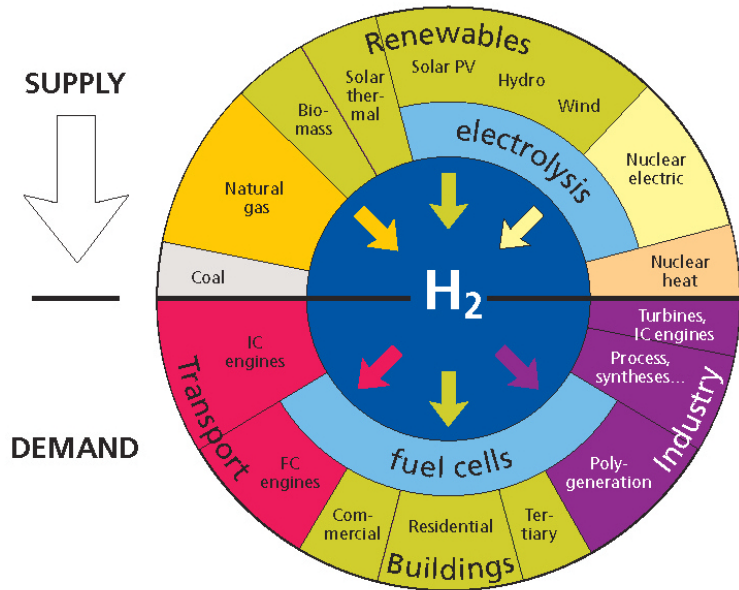 SUPPLY
Renewables
Solar PV
Hydro
Wind
Solar
ther-
mal
Bio-
mass
electrolysis
Nuclear
electric
Natural
gas
Coal
Nuclear
heat
H2
Turbines,
IC engines
Process,
syntheses...
IC
engines
Transport
Industry
DEMAND
fuel cells
FC
engines
Poly-
generation
Com-
mercial
Residential
Ter-
tiary
Buildings